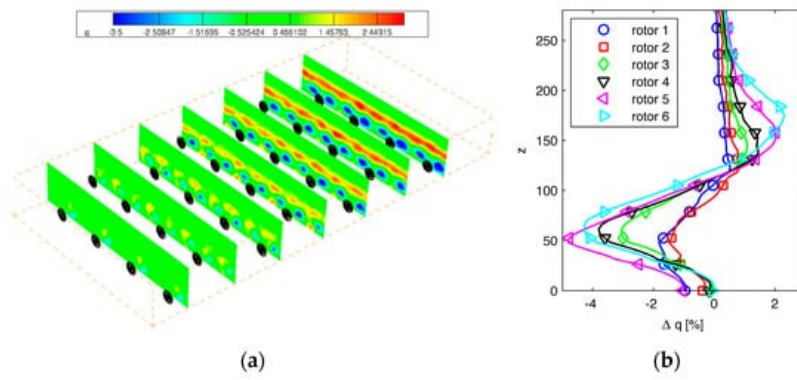 q
-3.5 -2.50847 -1.51695 -0.525424 0.466102 1.45763 2.44915
250
200
150
100
50
0
z
rotor 1
rotor 2
rotor 3
rotor 4
rotor 5
rotor 6
-4 -2 0 2
Δ q [%]
(a) (b)